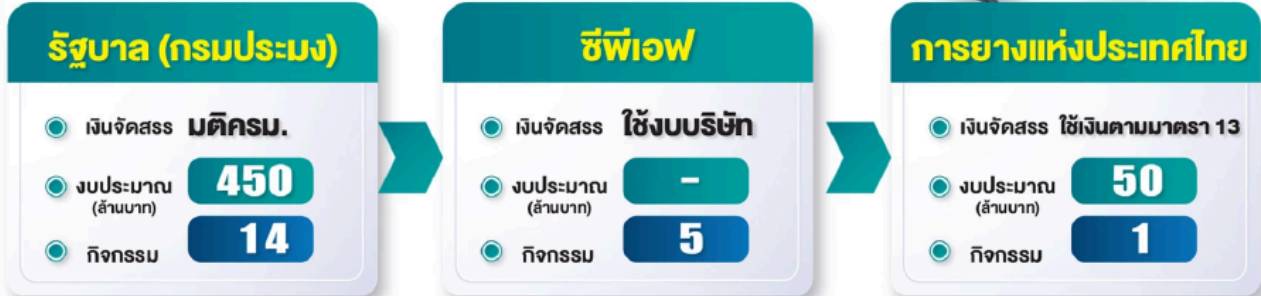 รัฐบาล (กรมประมง)
เงินจัดสรร มติครม.
งบประมาณ 450
(ล้านบาท)
กิจกรรม 14
ซีพีเอฟ
เงินจัดสรร ใช้งบบริษัท
งบประมาณ -
(ล้านบาท)
กิจกรรม 5
การยางแห่งประเทศไทย
เงินจัดสรร ใช้เงินตามมาตรา 13
งบประมาณ 50
(ล้านบาท)
กิจกรรม 1